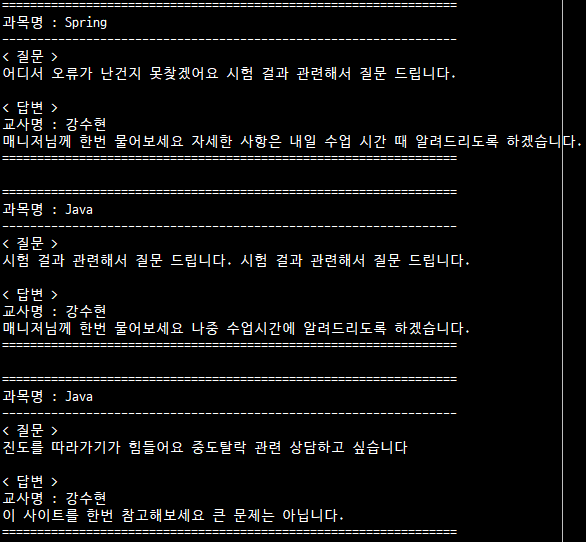 =================================================================
과목명 : Spring
-----------------------------------------------------------------
< 질문 >
어디서 오류가 난건지 못찾겠어요 시험 결과 관련해서 질문 드립니다.

< 답변 >
교사명 : 강수현
매니저님께 한번 물어보세요 자세한 사항은 내일 수업 시간 때 알려드리도록 하겠습니다.
=================================================================

=================================================================
과목명 : Java
-----------------------------------------------------------------
< 질문 >
시험 결과 관련해서 질문 드립니다. 시험 결과 관련해서 질문 드립니다.

< 답변 >
교사명 : 강수현
매니저님께 한번 물어보세요 나중 수업시간에 알려드리도록 하겠습니다.
=================================================================

=================================================================
과목명 : Java
-----------------------------------------------------------------
< 질문 >
진도를 따라가기가 힘들어요 중도탈락 관련 상담하고 싶습니다

< 답변 >
교사명 : 강수현
이 사이트를 한번 참고해보세요 큰 문제는 아닙니다.
=================================================================